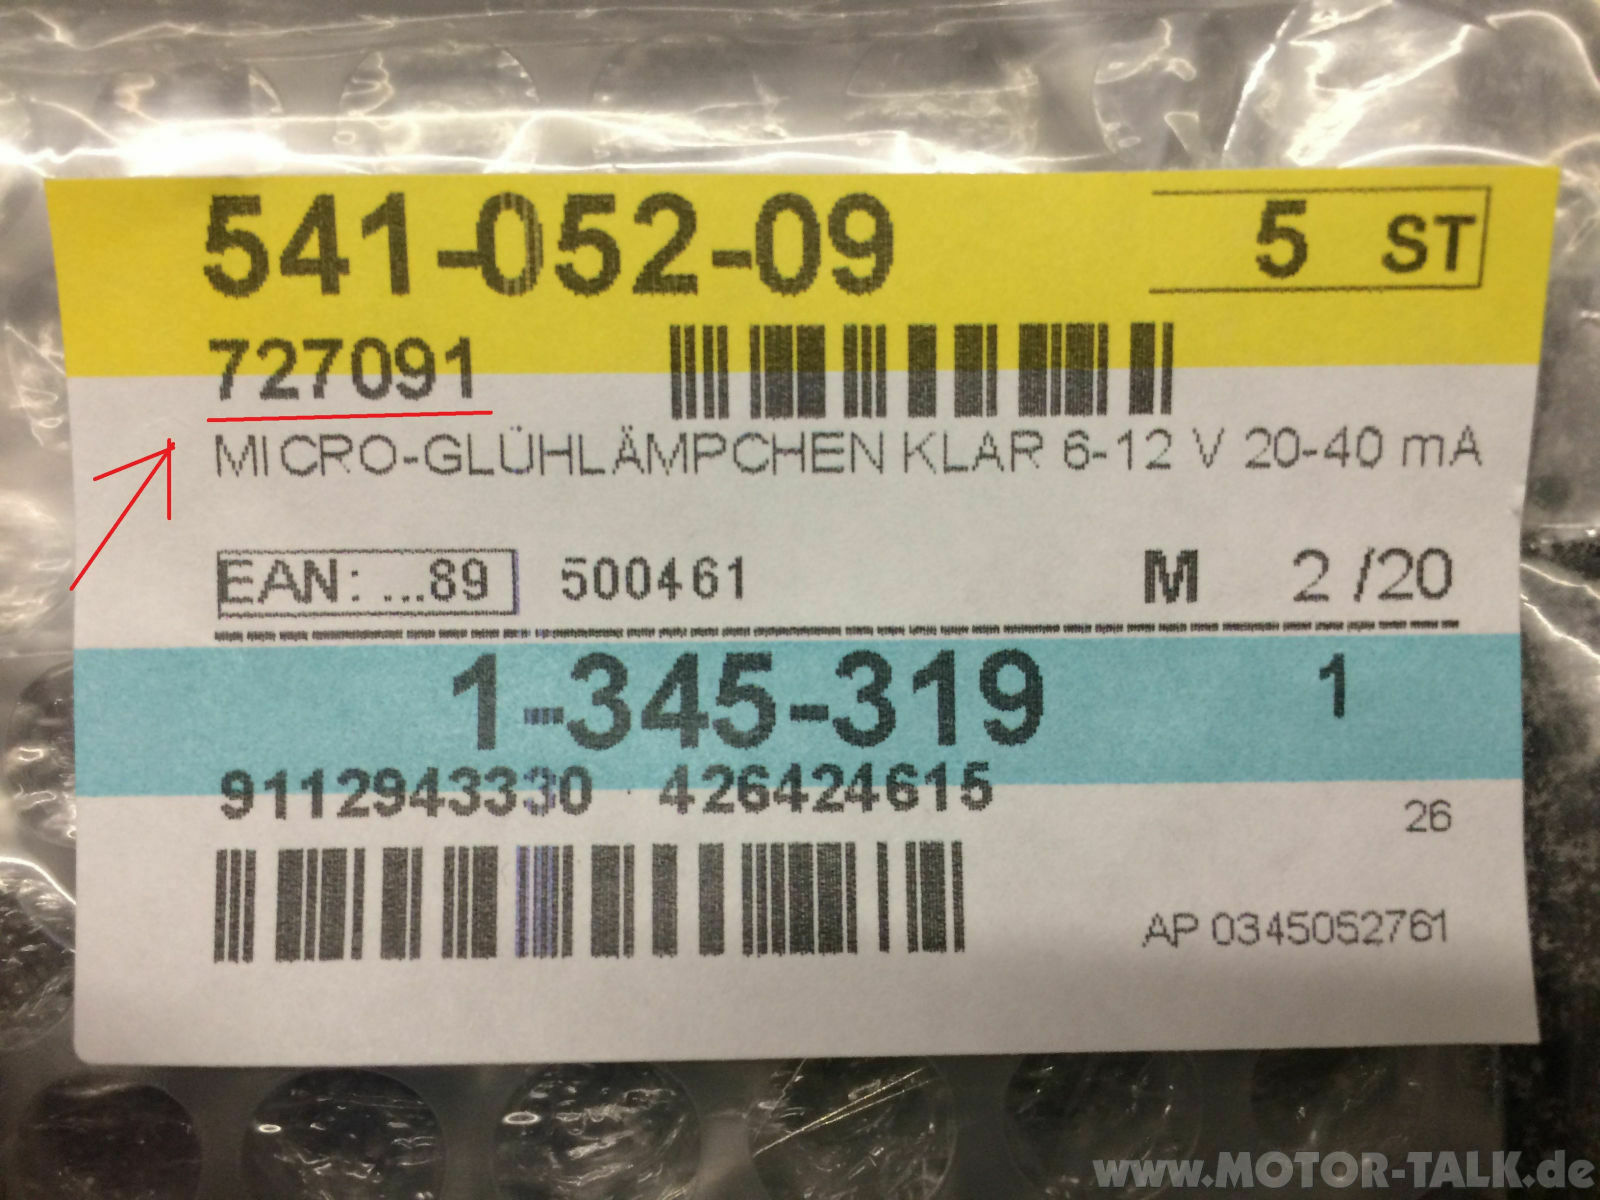 541-052-09 5 ST
727091
MICRO-GLÜHLÄMPCHEN KLAR 6-12 V 20-40 mA
EAN: ...89 500461 M 2 /20
1-345-319 1
9112943330 426424615
26
AP 0345052761
www.MOTOR-TALK.de